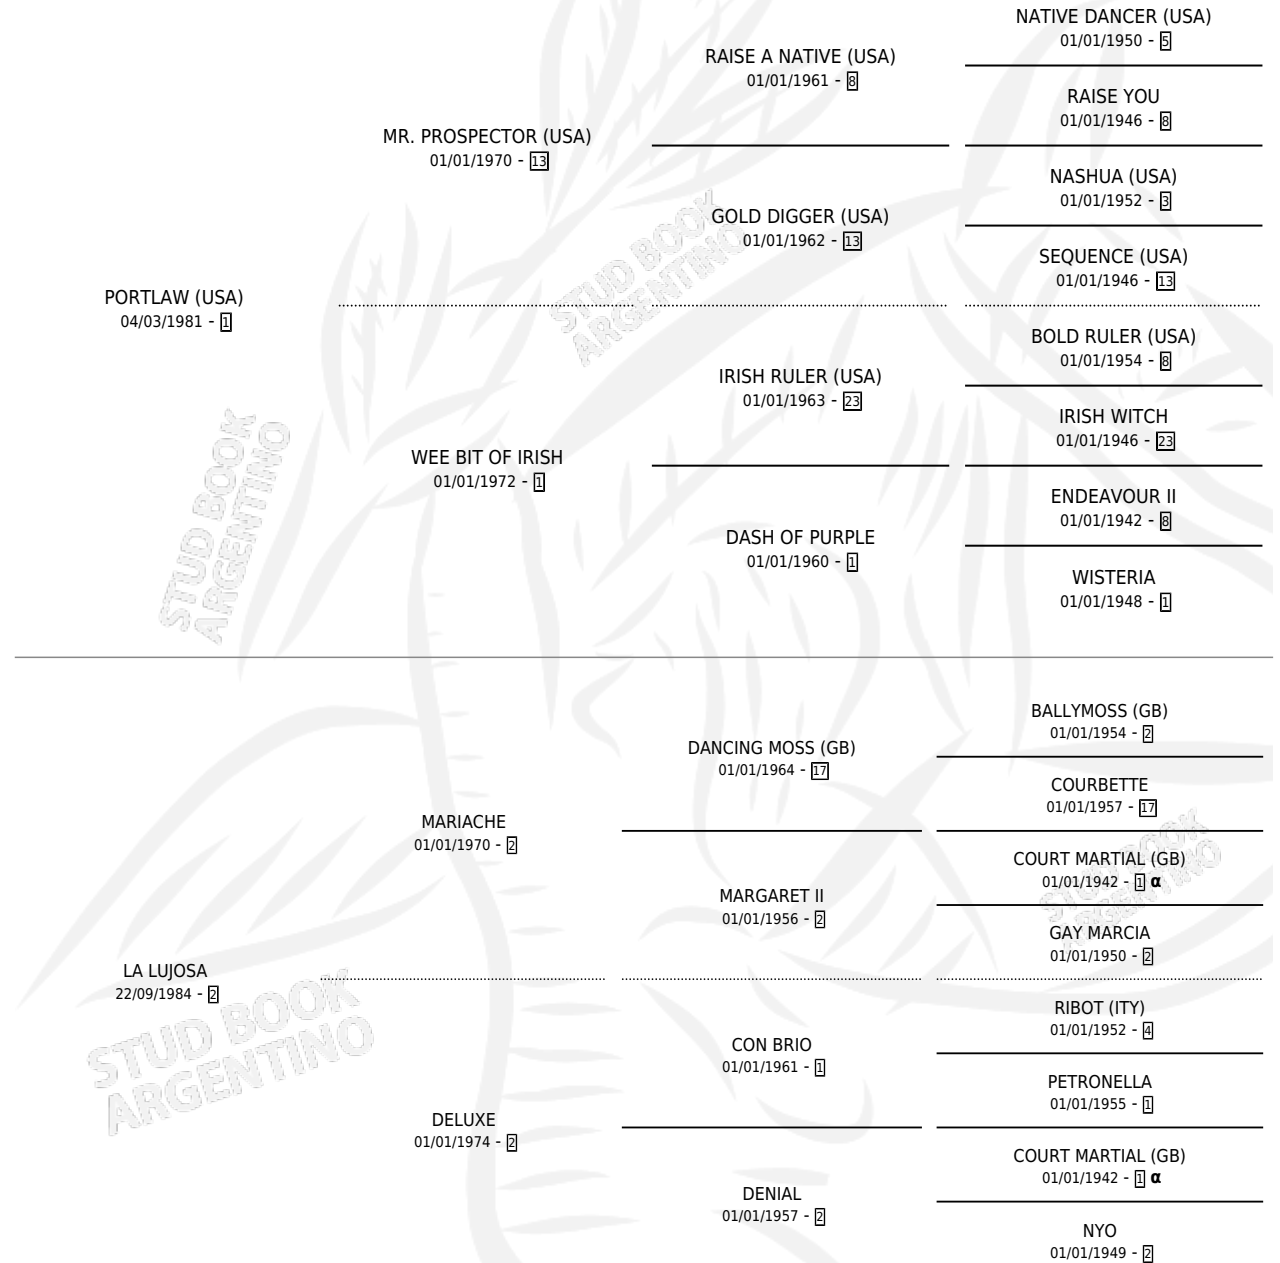 NATIVE DANCER (USA)
01/01/1950 - 5
RAISE A NATIVE (USA)
01/01/1961 - 8
RAISE YOU
01/01/1946 - 8
MR. PROSPECTOR (USA)
01/01/1970 - 13
NASHUA (USA)
01/01/1952 - 3
GOLD DIGGER (USA)
01/01/1962 - 13
SEQUENCE (USA)
01/01/1946 - 13
PORTLAW (USA)
04/03/1981 - 1
BOLD RULER (USA)
01/01/1954 - 8
IRISH RULER (USA)
01/01/1963 - 23
IRISH WITCH
01/01/1946 - 23
WEE BIT OF IRISH
01/01/1972 - 1
ENDEAVOUR II
01/01/1942 - 8
DASH OF PURPLE
01/01/1960 - 1
WISTERIA
01/01/1948 - 1
BALLYMOSS (GB)
01/01/1954 - 2
DANCING MOSS (GB)
01/01/1964 - 17
COURBETTE
01/01/1957 - 17
MARIACHE
01/01/1970 - 2
COURT MARTIAL (GB)
01/01/1942 - 1 α
MARGARET II
01/01/1956 - 2
GAY MARCIA
01/01/1950 - 2
LA LUJOSA
22/09/1984 - 2
RIBOT (ITY)
01/01/1952 - 4
CON BRIO
01/01/1961 - 1
PETRONELLA
01/01/1955 - 1
DELUXE
01/01/1974 - 2
COURT MARTIAL (GB)
01/01/1942 - 1 α
DENIAL
01/01/1957 - 2
NYO
01/01/1949 - 2
STUD BOOK
ARGENTINO
STUD BOOK
ARGENTINO
STUD BOOK
ARGENTINO
STUD BOOK
ARGENTINO